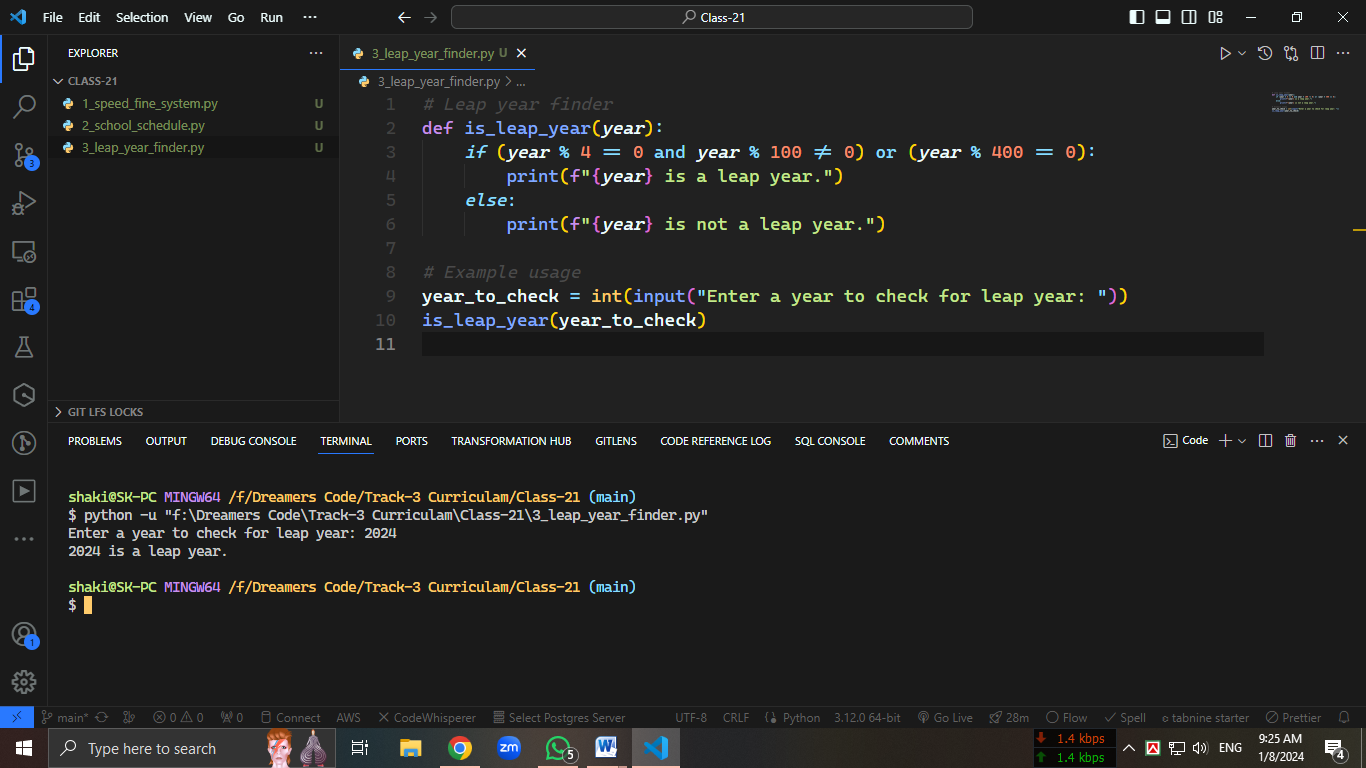 File Edit Selection View Go Run ··· Class-21
EXPLORER ···
CLASS-21
1_speed_fine_system.py U
2_school_schedule.py U
3_leap_year_finder.py U
GIT LFS LOCKS
3
4
1
3_leap_year_finder.py U
3_leap_year_finder.py > ...
1 # Leap year finder
2 def is_leap_year(year):
3 if (year % 4 == 0 and year % 100 != 0) or (year % 400 == 0):
4 print(f"{year} is a leap year.")
5 else:
6 print(f"{year} is not a leap year.")
7
8 # Example usage
9 year_to_check = int(input("Enter a year to check for leap year: "))
10 is_leap_year(year_to_check)
11
PROBLEMS OUTPUT DEBUG CONSOLE TERMINAL PORTS TRANSFORMATION HUB GITLENS CODE REFERENCE LOG SQL CONSOLE COMMENTS Code
shaki@SK-PC MINGW64 /f/Dreamers Code/Track-3 Curriculam/Class-21 (main)
$ python -u "f:\Dreamers Code\Track-3 Curriculam\Class-21\3_leap_year_finder.py"
Enter a year to check for leap year: 2024
2024 is a leap year.
shaki@SK-PC MINGW64 /f/Dreamers Code/Track-3 Curriculam/Class-21 (main)
$
main* 0 0 0 Connect AWS CodeWhisperer Select Postgres Server UTF-8 CRLF Python 3.12.0 64-bit Go Live 28m Flow Spell tabnine starter Prettier
Type here to search zm 5 1.4 kbps ENG 9:25 AM 4
1.4 kbps 1/8/2024